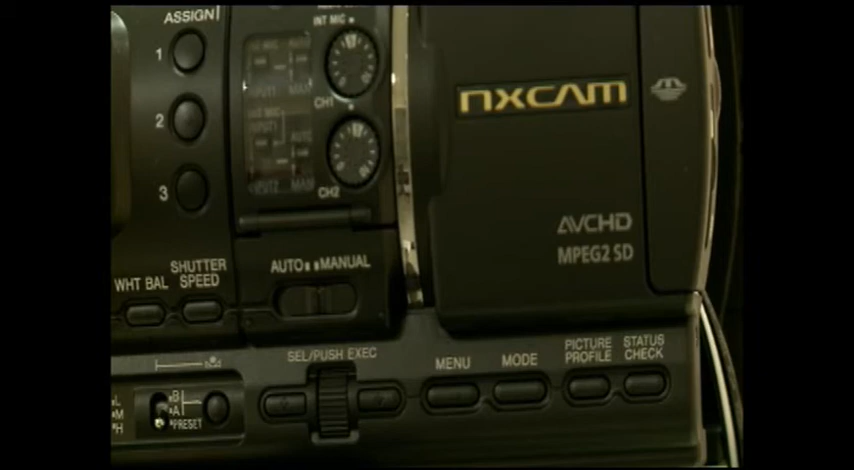 ASSIGN
INT MIC
1
CH1
2
NXCAM
3
CH2
AVCHD
MPEG2 SD
WHT BAL
SHUTTER
SPEED
AUTO MANUAL
SEL/PUSH EXEC
MENU
MODE
PICTURE
PROFILE
STATUS
CHECK
L
M
H
B
A
PRESET